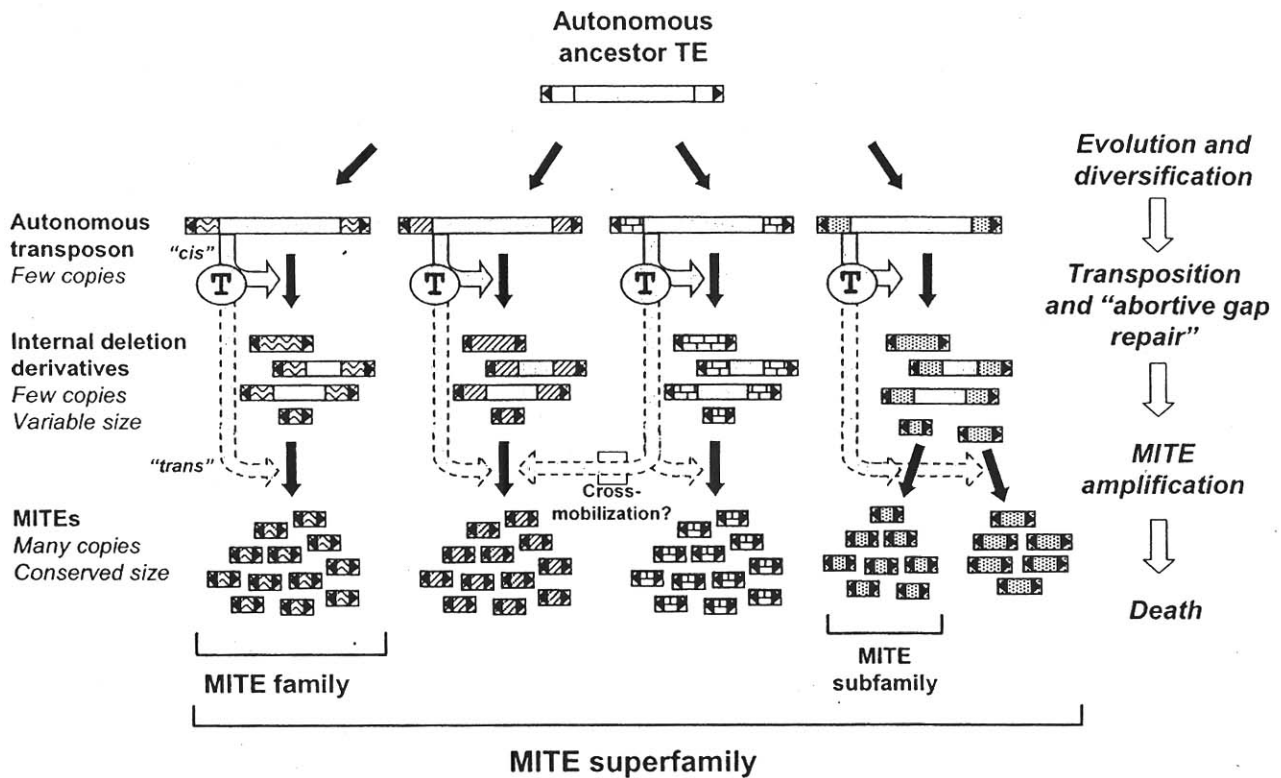 Autonomous
ancestor TE
Evolution and
diversification
Autonomous
transposon
Few copies
"cis"
T
T
T
T
Transposition
and "abortive gap
repair"
Internal deletion
derivatives
Few copies
Variable size
"trans"
Cross-
mobilization?
MITE
amplification
MITEs
Many copies
Conserved size
Death
MITE family
MITE
subfamily
MITE superfamily